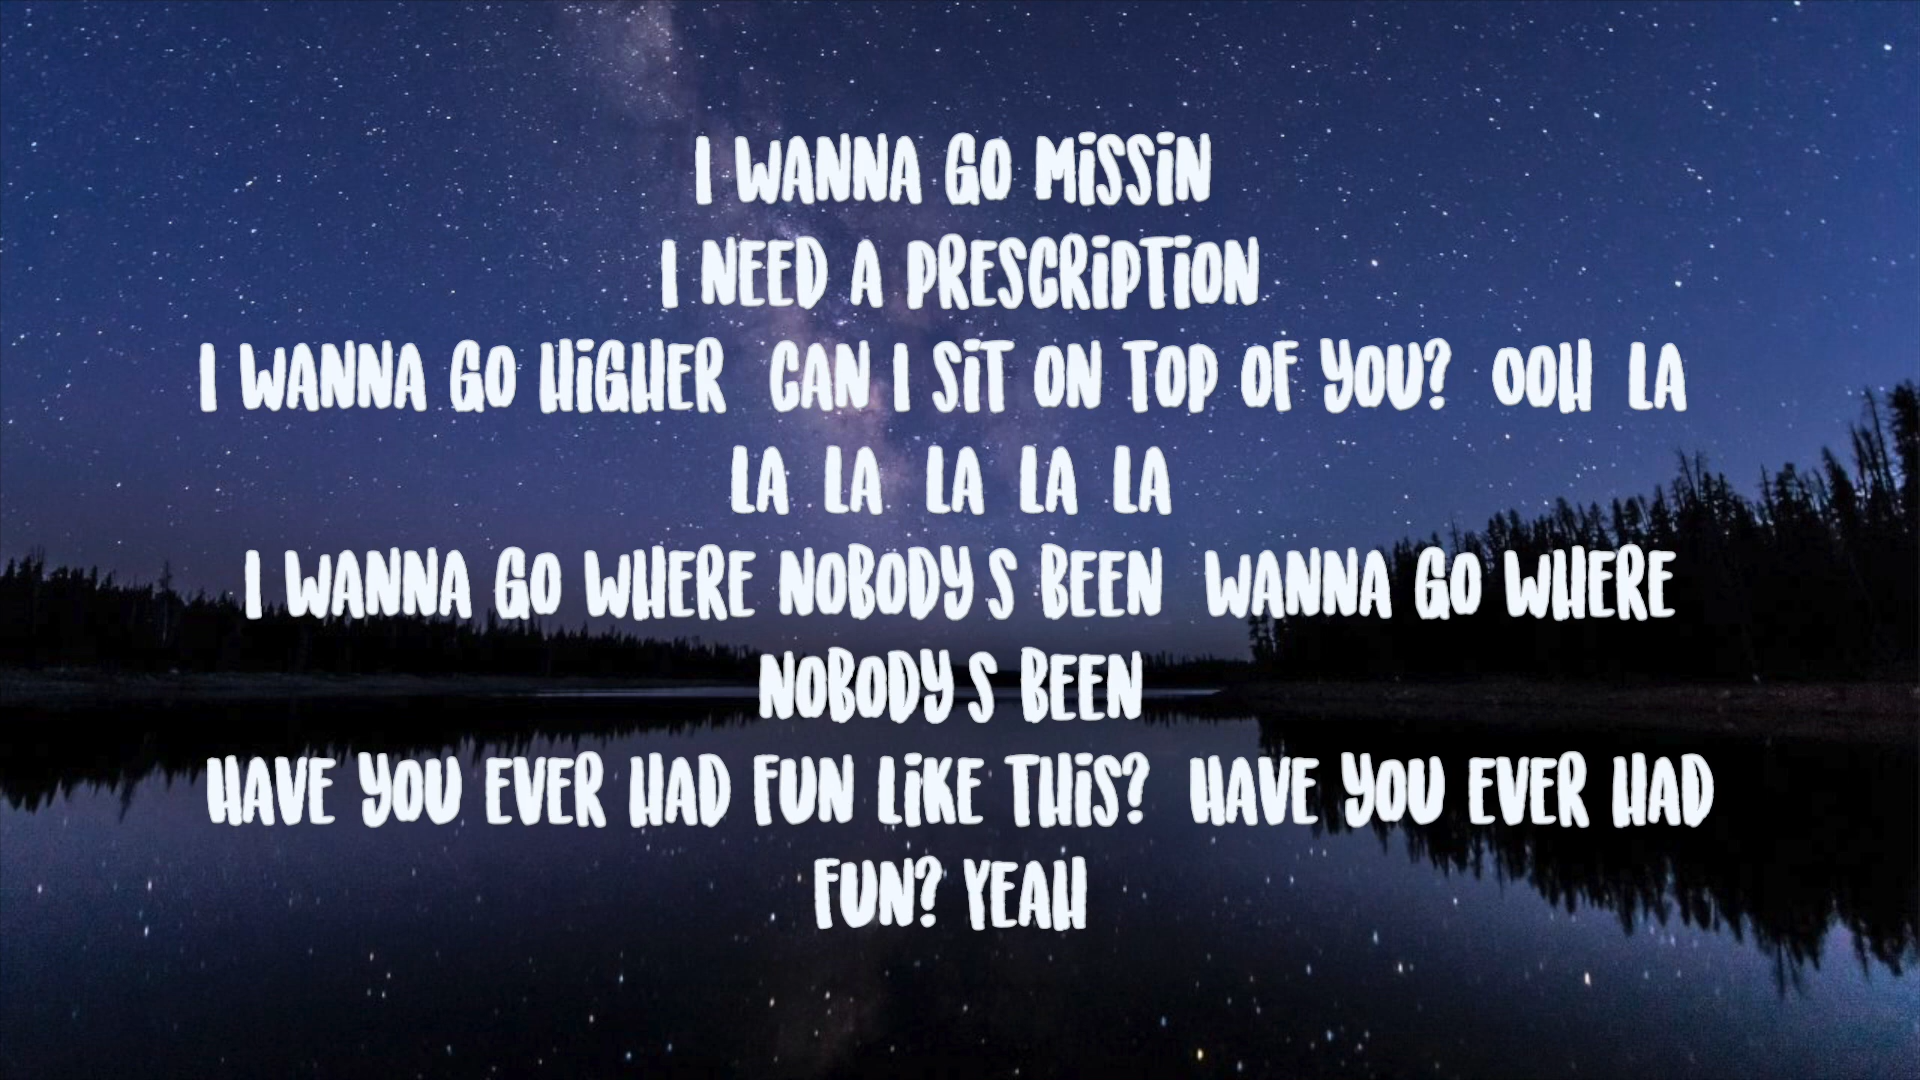 I WANNA GO MISSIN
I NEED A PRESCRIPTION
I WANNA GO HIGHER CAN I SIT ON TOP OF YOU? OOH LA
LA LA LA LA LA
I WANNA GO WHERE NOBODY S BEEN WANNA GO WHERE
NOBODY S BEEN
HAVE YOU EVER HAD FUN LIKE THIS? HAVE YOU EVER HAD
FUN? YEAH